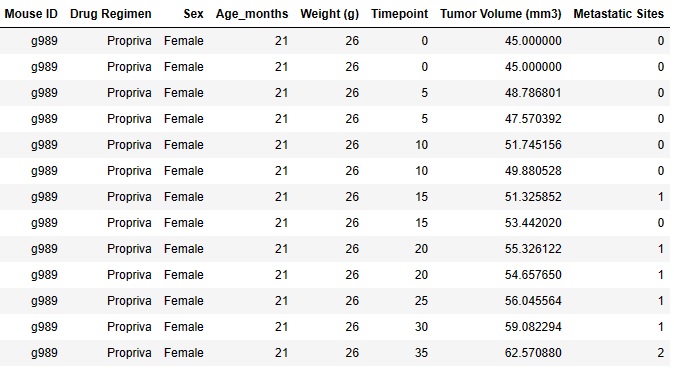 Mouse ID Drug Regimen Sex Age_months Weight (g) Timepoint Tumor Volume (mm3) Metastatic Sites
g989 Propriva Female 21 26 0 45.000000 0
g989 Propriva Female 21 26 0 45.000000 0
g989 Propriva Female 21 26 5 48.786801 0
g989 Propriva Female 21 26 5 47.570392 0
g989 Propriva Female 21 26 10 51.745156 0
g989 Propriva Female 21 26 10 49.880528 0
g989 Propriva Female 21 26 15 51.325852 1
g989 Propriva Female 21 26 15 53.442020 0
g989 Propriva Female 21 26 20 55.326122 1
g989 Propriva Female 21 26 20 54.657650 1
g989 Propriva Female 21 26 25 56.045564 1
g989 Propriva Female 21 26 30 59.082294 1
g989 Propriva Female 21 26 35 62.570880 2